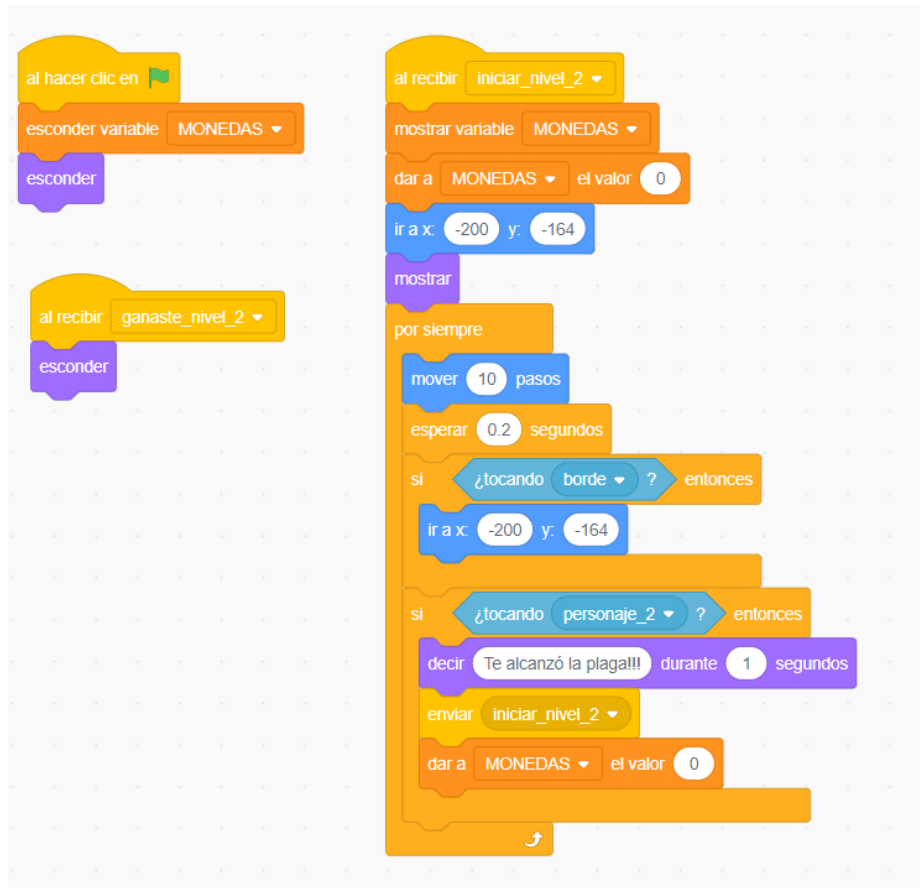 al hacer clic en
esconder variable MONEDAS
esconder
al recibir ganaste_nivel_2
esconder
al recibir iniciar_nivel_2
mostrar variable MONEDAS
dar a MONEDAS el valor 0
ir a x: -200 y: -164
mostrar
por siempre
mover 10 pasos
esperar 0.2 segundos
si ¿tocando borde ? entonces
ir a x: -200 y: -164
si ¿tocando personaje_2 ? entonces
decir Te alcanzó la plaga!!! durante 1 segundos
enviar iniciar_nivel_2
dar a MONEDAS el valor 0